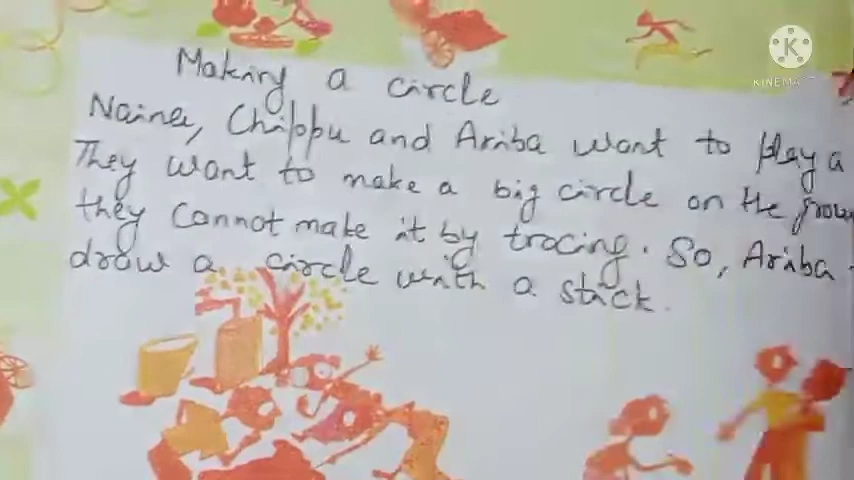 Making a circle
Naina, Chippu and Ariba want to play a
They want to make a big circle on the
they cannot make it by tracing. So, Ariba
draw a circle with a stick.
K